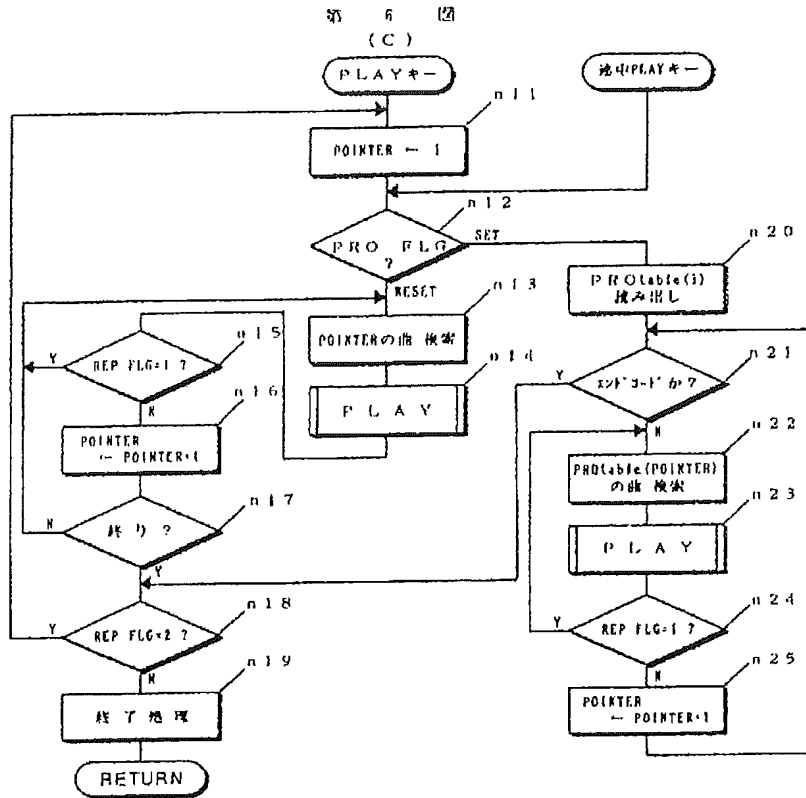 第 6 図
(C)
PLAYキー
途中PLAYキー
n11
POINTER ← 1
n12
PRO FLG
?
SET
RESET
n20
PROtable(i)
読み出し
n13
POINTERの曲 検索
n14
PLAY
n15
REP FLG=1 ?
Y
N
n16
POINTER
← POINTER+1
n17
終り ?
N
Y
n18
REP FLG=2 ?
Y
N
n19
終了処理
RETURN
n21
エンドコードか?
Y
N
n22
PROtable(POINTER)
の曲 検索
n23
PLAY
n24
REP FLG=1 ?
Y
N
n25
POINTER
← POINTER+1